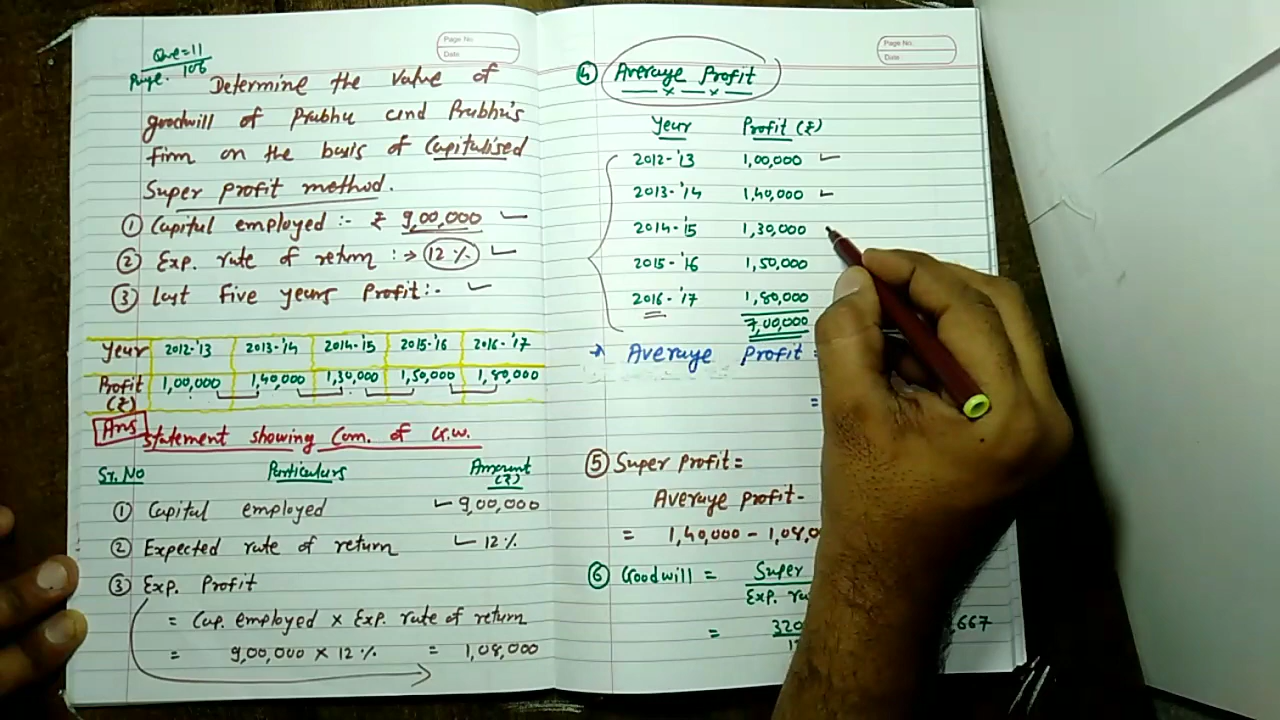 Que=11
Page. 106
Page No.
Date
Determine the value of
goodwill of Prabhu and Prabhu's
firm on the basis of Capitalised
Super profit method.
① Capital employed :- ₹ 9,00,000
② Exp. rate of return :→ 12%
③ last five years Profit:-
Year 2012-'13 2013-'14 2014-'15 2015-'16 2016-'17
Profit (₹) 1,00,000 1,40,000 1,30,000 1,50,000 1,80,000
Ans
Statement showing Com. of G.W.
Sr.No Particulars Amount (₹)
① Capital employed 9,00,000
② Expected rate of return 12%
③ Exp. Profit
= Cap. employed × Exp. rate of return
= 9,00,000 × 12% = 1,08,000
Page No.
Date
④ Average Profit
Year Profit (₹)
2012-'13 1,00,000
2013-'14 1,40,000
2014-'15 1,30,000
2015-'16 1,50,000
2016-'17 1,80,000
7,00,000
→ Average Profit =
=
⑤ Super Profit =
Average profit-
= 1,40,000 - 1,08,0
⑥ Goodwill = Super
Exp. ra
= 320
,667